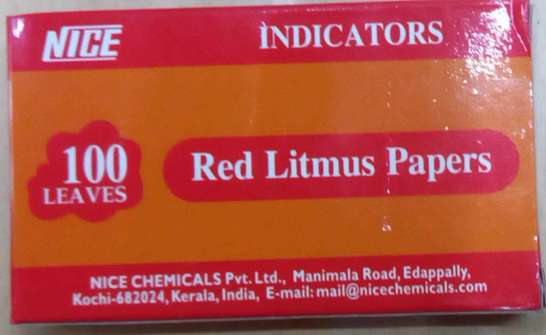 NICE INDICATORS
100
LEAVES
Red Litmus Papers
NICE CHEMICALS Pvt. Ltd., Manimala Road, Edappally,
Kochi-682024, Kerala, India, E-mail: mail@nicechemicals.com